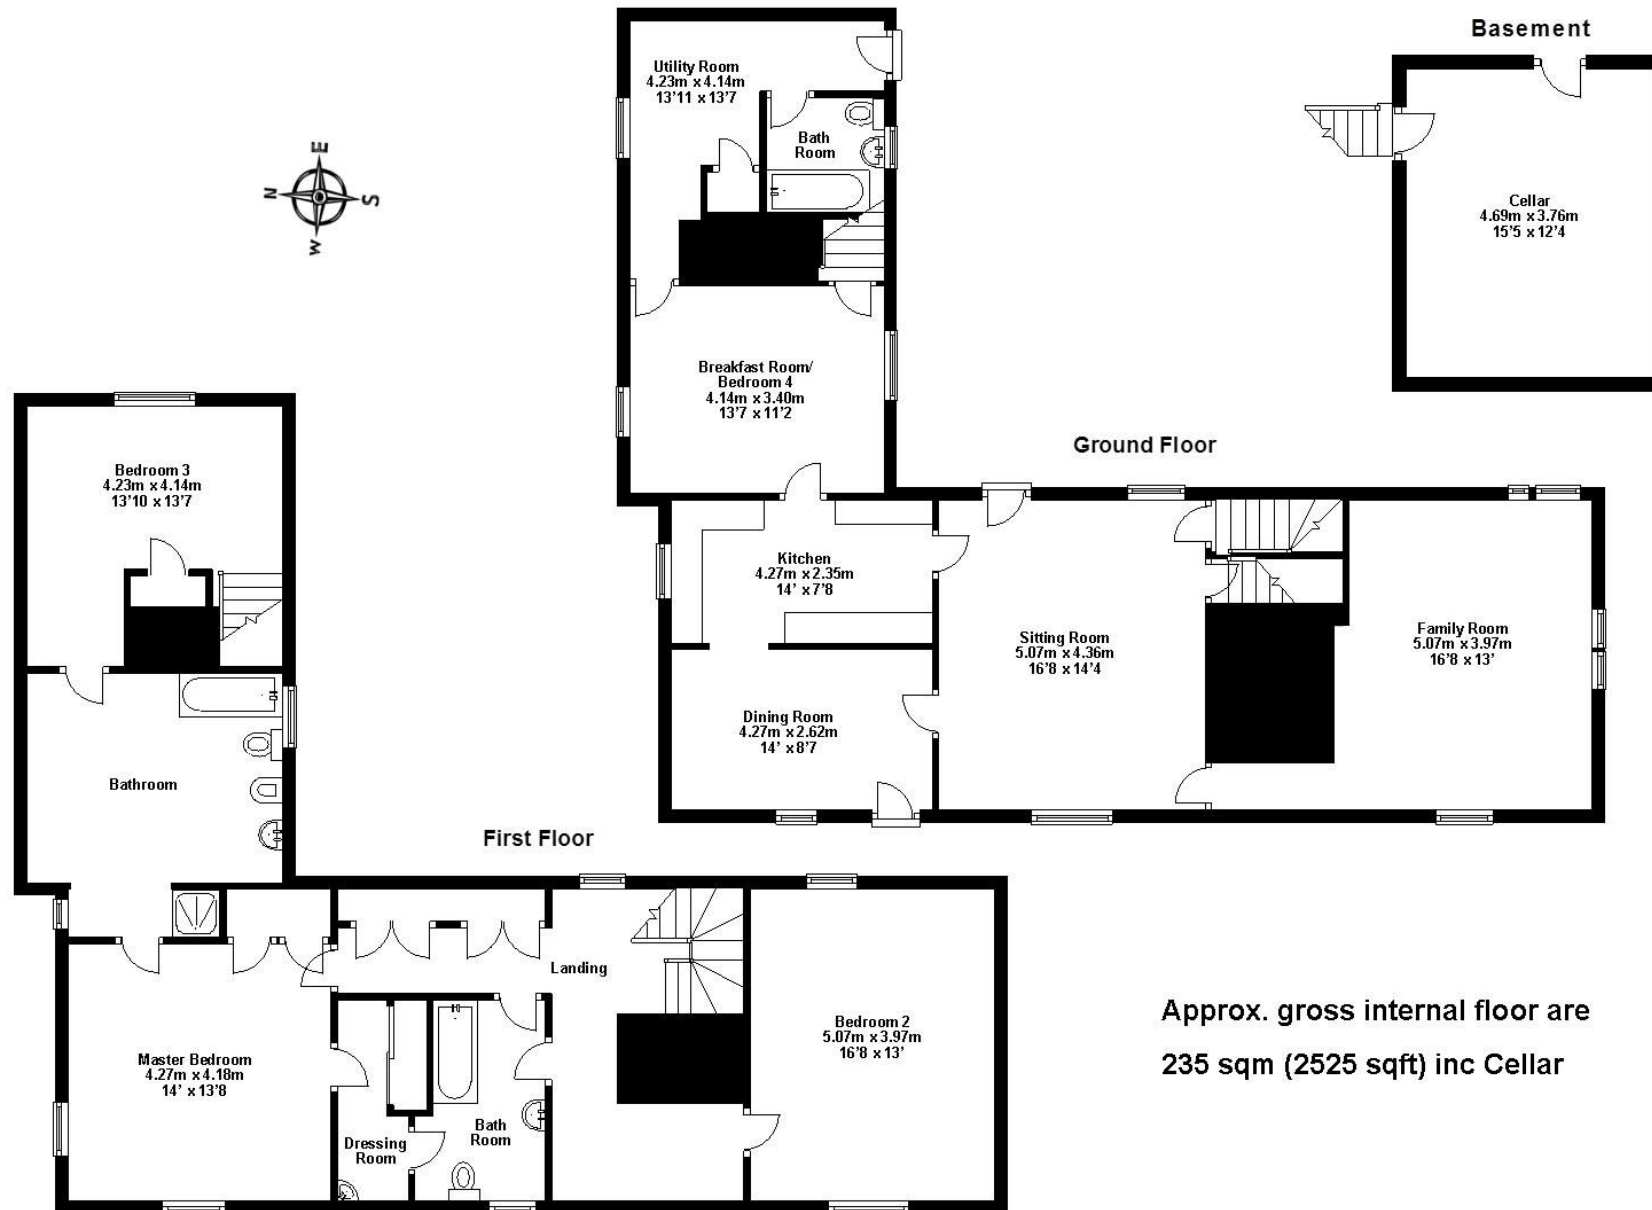 Basement
Cellar
4.69m x 3.76m
15'5 x 12'4
Utility Room
4.23m x 4.14m
13'11 x 13'7
Bath
Room
E
N
S
W
Breakfast Room/
Bedroom 4
4.14m x 3.40m
13'7 x 11'2
Ground Floor
Kitchen
4.27m x 2.35m
14' x 7'8
Sitting Room
5.07m x 4.36m
16'8 x 14'4
Family Room
5.07m x 3.97m
16'8 x 13'
Dining Room
4.27m x 2.62m
14' x 8'7
Bedroom 3
4.23m x 4.14m
13'10 x 13'7
Bathroom
First Floor
Landing
Master Bedroom
4.27m x 4.18m
14' x 13'8
Dressing
Room
Bath
Room
Bedroom 2
5.07m x 3.97m
16'8 x 13'
Approx. gross internal floor are
235 sqm (2525 sqft) inc Cellar